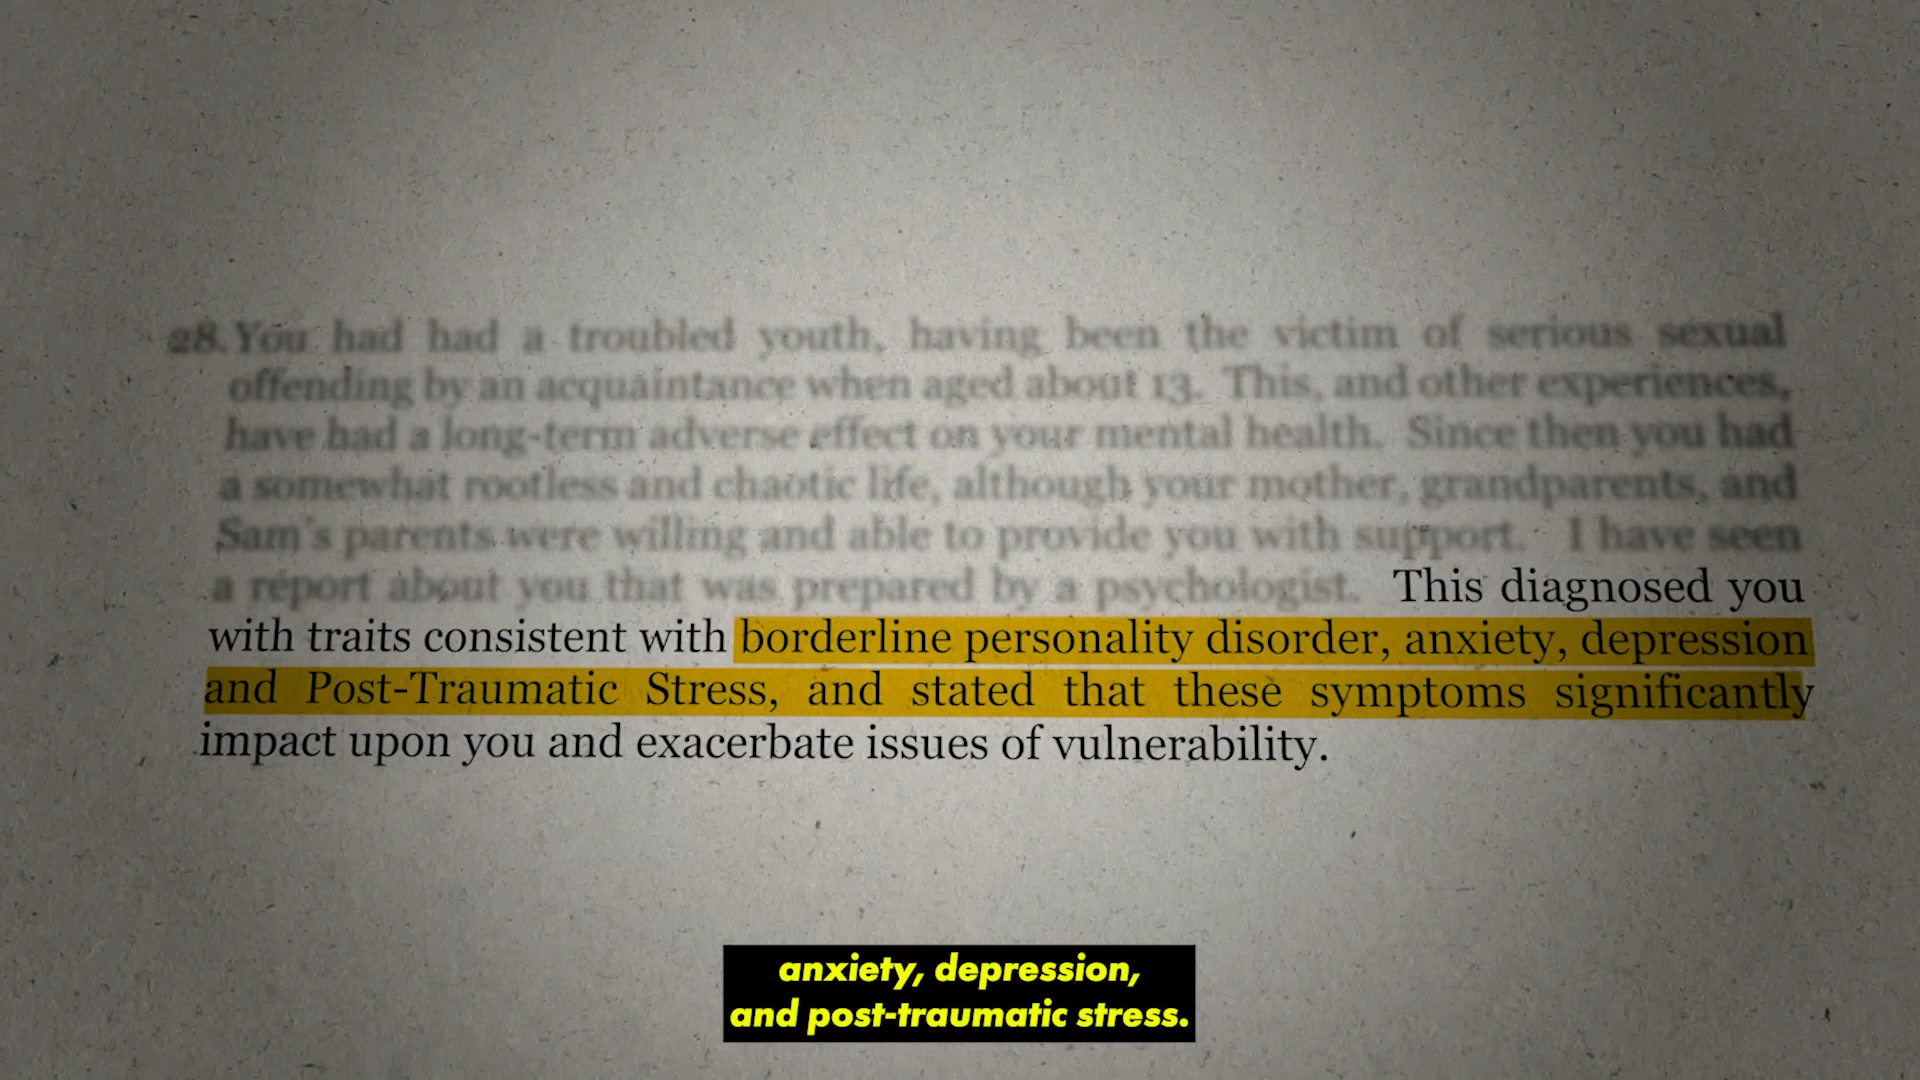 28. You had had a troubled youth, having been the victim of serious sexual
offending by an acquaintance when aged about 13. This, and other experiences,
have had a long-term adverse effect on your mental health. Since then you had
a somewhat rootless and chaotic life, although your mother, grandparents, and
Sam's parents were willing and able to provide you with support. I have seen
a report about you that was prepared by a psychologist. This diagnosed you
with traits consistent with borderline personality disorder, anxiety, depression
and Post-Traumatic Stress, and stated that these symptoms significantly
impact upon you and exacerbate issues of vulnerability.
anxiety, depression,
and post-traumatic stress.